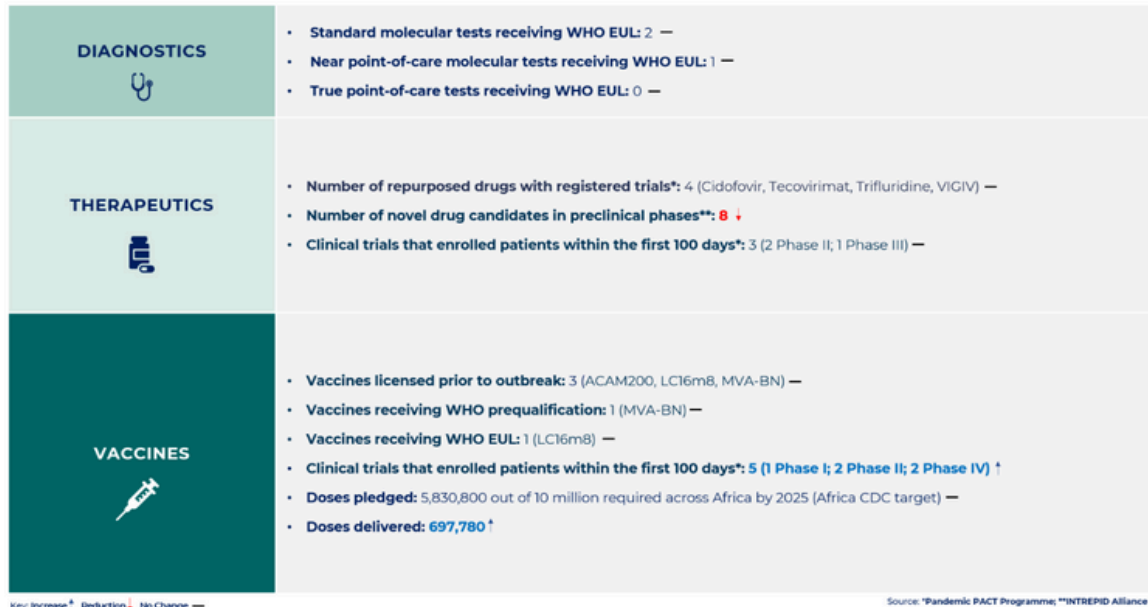 DIAGNOSTICS
• Standard molecular tests receiving WHO EUL: 2 —
• Near point-of-care molecular tests receiving WHO EUL: 1 —
• True point-of-care tests receiving WHO EUL: 0 —
THERAPEUTICS
• Number of repurposed drugs with registered trials*: 4 (Cidofovir, Tecovirimat, Trifluridine, VIGIV) —
• Number of novel drug candidates in preclinical phases**: 8 ↓
• Clinical trials that enrolled patients within the first 100 days*: 3 (2 Phase II; 1 Phase III) —
VACCINES
• Vaccines licensed prior to outbreak: 3 (ACAM200, LC16m8, MVA-BN) —
• Vaccines receiving WHO prequalification: 1 (MVA-BN) —
• Vaccines receiving WHO EUL: 1 (LC16m8) —
• Clinical trials that enrolled patients within the first 100 days*: 5 (1 Phase I; 2 Phase II; 2 Phase IV) ↑
• Doses pledged: 5,830,800 out of 10 million required across Africa by 2025 (Africa CDC target) —
• Doses delivered: 697,780 ↑
Key: Increase ↑ Reduction ↓ No Change —
Source: *Pandemic PACT Programme; **INTREPID Alliance